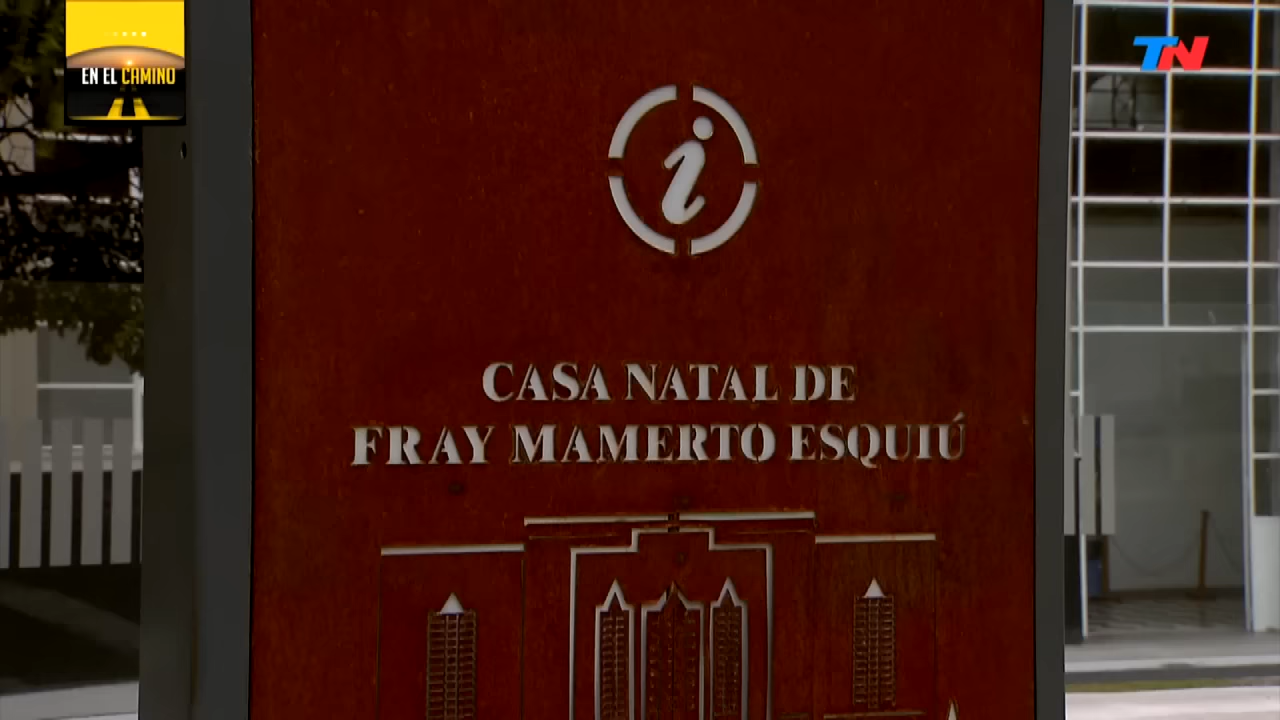 EN EL CAMINO
TN
i
CASA NATAL DE
FRAY MAMERTO ESQUIÚ